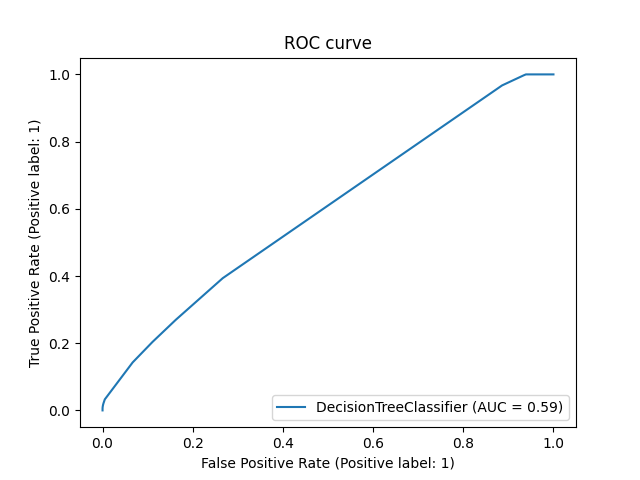 ROC curve
True Positive Rate (Positive label: 1)
1.0
0.8
0.6
0.4
0.2
0.0
DecisionTreeClassifier (AUC = 0.59)
0.0 0.2 0.4 0.6 0.8 1.0
False Positive Rate (Positive label: 1)